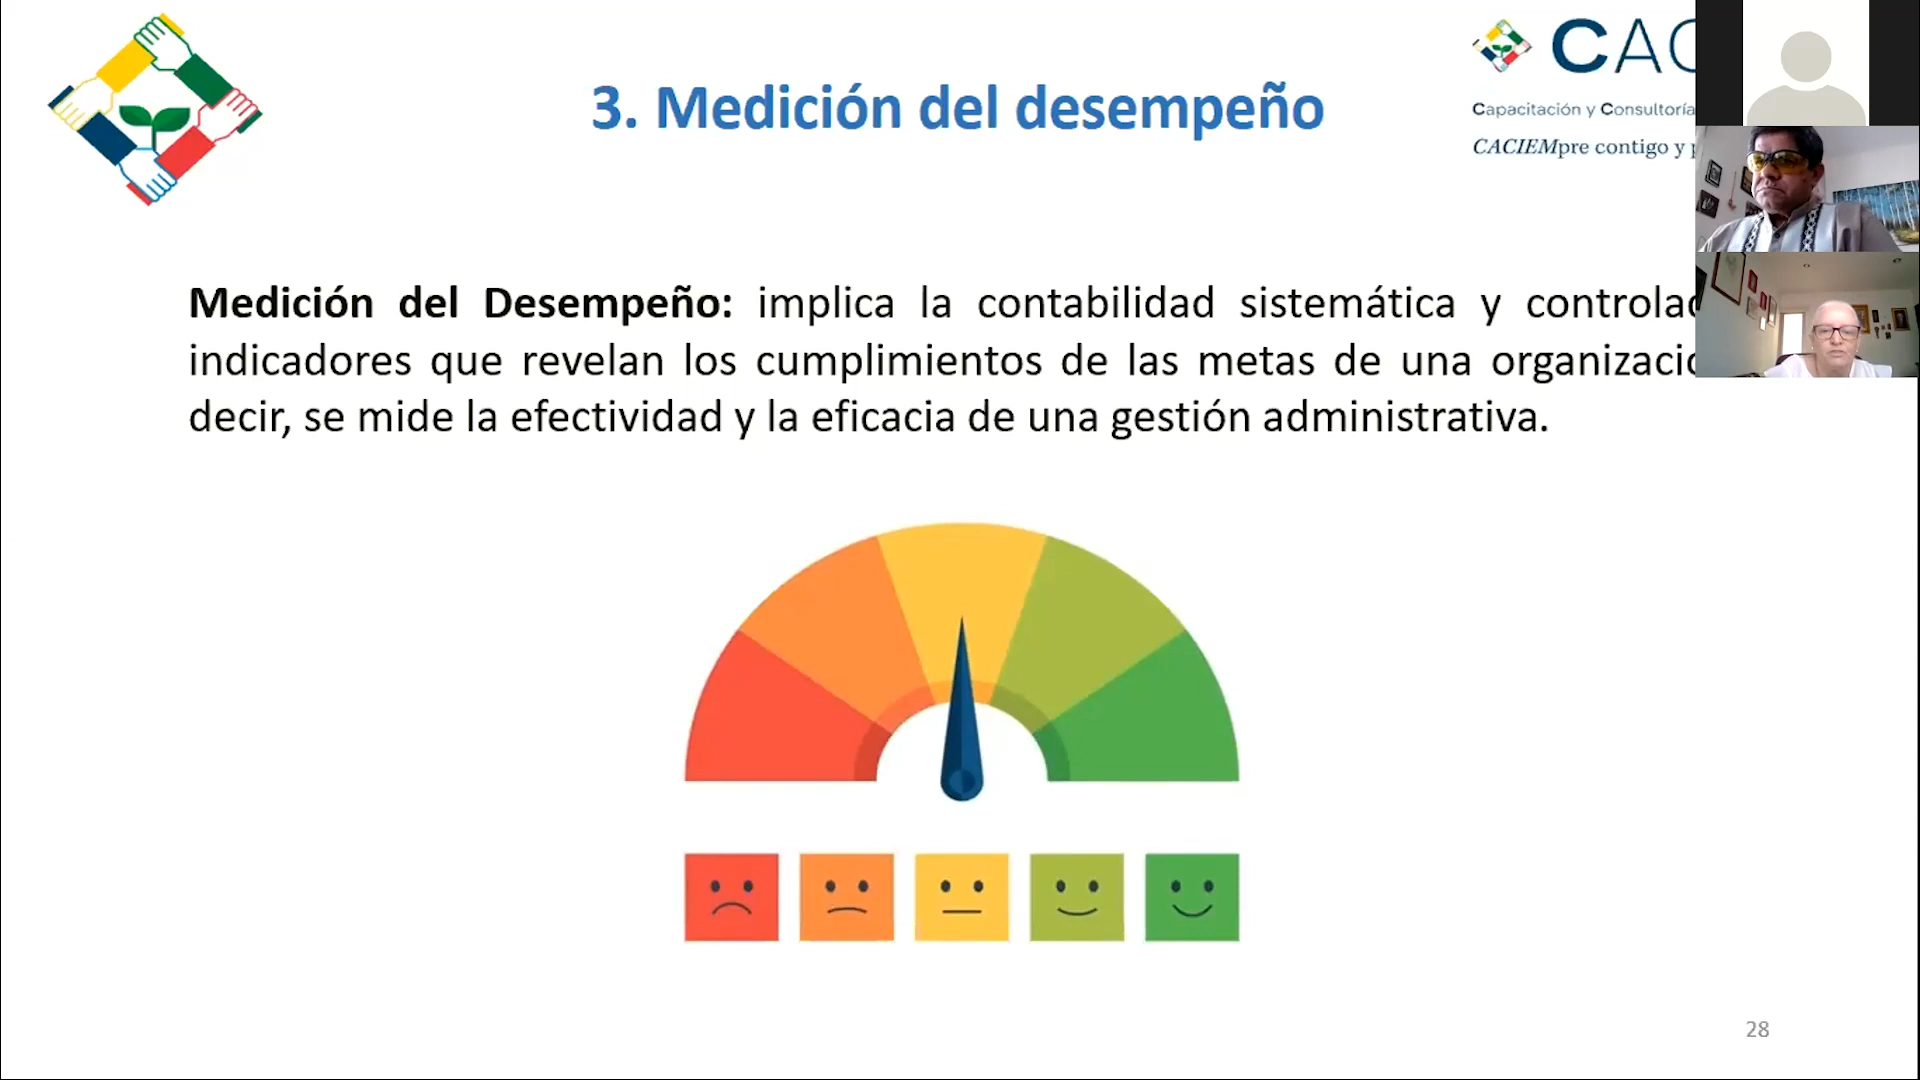 CAC
3. Medición del desempeño
Capacitación y Consultoría
CACIEMpre contigo y
Medición del Desempeño: implica la contabilidad sistemática y
indicadores que revelan los cumplimientos de las metas de una
decir, se mide la efectividad y la eficacia de una gestión administrativa.
28